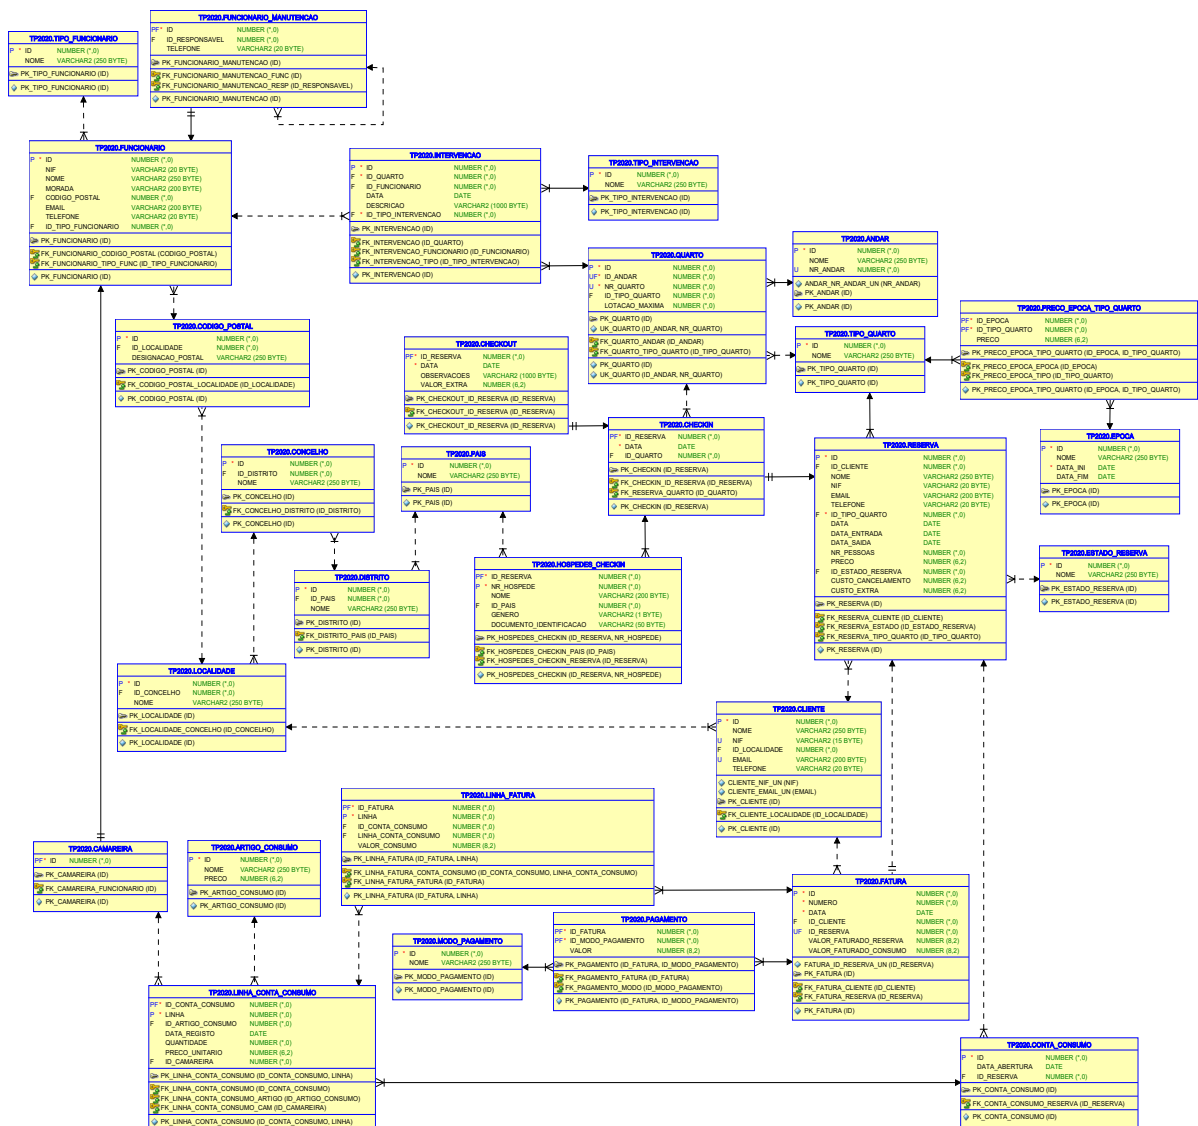 TP2020.TIPO_FUNCIONARIO
P * ID NUMBER (*,0)
NOME VARCHAR2 (250 BYTE)
PK_TIPO_FUNCIONARIO (ID)
PK_TIPO_FUNCIONARIO (ID)
TP2020.FUNCIONARIO_MANUTENCAO
PF* ID NUMBER (*,0)
F ID_RESPONSAVEL NUMBER (*,0)
TELEFONE VARCHAR2 (20 BYTE)
PK_FUNCIONARIO_MANUTENCAO (ID)
FK_FUNCIONARIO_MANUTENCAO_FUNC (ID)
FK_FUNCIONARIO_MANUTENCAO_RESP (ID_RESPONSAVEL)
PK_FUNCIONARIO_MANUTENCAO (ID)
TP2020.FUNCIONARIO
P * ID NUMBER (*,0)
NIF VARCHAR2 (20 BYTE)
NOME VARCHAR2 (250 BYTE)
MORADA VARCHAR2 (200 BYTE)
F CODIGO_POSTAL NUMBER (*,0)
EMAIL VARCHAR2 (200 BYTE)
TELEFONE VARCHAR2 (20 BYTE)
F ID_TIPO_FUNCIONARIO NUMBER (*,0)
PK_FUNCIONARIO (ID)
FK_FUNCIONARIO_CODIGO_POSTAL (CODIGO_POSTAL)
FK_FUNCIONARIO_TIPO_FUNC (ID_TIPO_FUNCIONARIO)
PK_FUNCIONARIO (ID)
TP2020.INTERVENCAO
P * ID NUMBER (*,0)
F * ID_QUARTO NUMBER (*,0)
F ID_FUNCIONARIO NUMBER (*,0)
DATA DATE
DESCRICAO VARCHAR2 (1000 BYTE)
F * ID_TIPO_INTERVENCAO NUMBER (*,0)
PK_INTERVENCAO (ID)
FK_INTERVENCAO (ID_QUARTO)
FK_INTERVENCAO_FUNCIONARIO (ID_FUNCIONARIO)
FK_INTERVENCAO_TIPO (ID_TIPO_INTERVENCAO)
PK_INTERVENCAO (ID)
TP2020.TIPO_INTERVENCAO
P * ID NUMBER (*,0)
NOME VARCHAR2 (250 BYTE)
PK_TIPO_INTERVENCAO (ID)
PK_TIPO_INTERVENCAO (ID)
TP2020.QUARTO
P * ID NUMBER (*,0)
UF* ID_ANDAR NUMBER (*,0)
U * NR_QUARTO NUMBER (*,0)
F ID_TIPO_QUARTO NUMBER (*,0)
LOTACAO_MAXIMA NUMBER (*,0)
PK_QUARTO (ID)
UK_QUARTO (ID_ANDAR, NR_QUARTO)
FK_QUARTO_ANDAR (ID_ANDAR)
FK_QUARTO_TIPO_QUARTO (ID_TIPO_QUARTO)
PK_QUARTO (ID)
UK_QUARTO (ID_ANDAR, NR_QUARTO)
TP2020.ANDAR
P * ID NUMBER (*,0)
NOME VARCHAR2 (250 BYTE)
U NR_ANDAR NUMBER (*,0)
ANDAR_NR_ANDAR_UN (NR_ANDAR)
PK_ANDAR (ID)
PK_ANDAR (ID)
TP2020.TIPO_QUARTO
P * ID NUMBER (*,0)
NOME VARCHAR2 (250 BYTE)
PK_TIPO_QUARTO (ID)
PK_TIPO_QUARTO (ID)
TP2020.PRECO_EPOCA_TIPO_QUARTO
PF* ID_EPOCA NUMBER (*,0)
PF* ID_TIPO_QUARTO NUMBER (*,0)
PRECO NUMBER (6,2)
PK_PRECO_EPOCA_TIPO_QUARTO (ID_EPOCA, ID_TIPO_QUARTO)
FK_PRECO_EPOCA_EPOCA (ID_EPOCA)
FK_PRECO_EPOCA_TIPO (ID_TIPO_QUARTO)
PK_PRECO_EPOCA_TIPO_QUARTO (ID_EPOCA, ID_TIPO_QUARTO)
TP2020.CODIGO_POSTAL
P * ID NUMBER (*,0)
F ID_LOCALIDADE NUMBER (*,0)
DESIGNACAO_POSTAL VARCHAR2 (250 BYTE)
PK_CODIGO_POSTAL (ID)
FK_CODIGO_POSTAL_LOCALIDADE (ID_LOCALIDADE)
PK_CODIGO_POSTAL (ID)
TP2020.CHECKOUT
PF* ID_RESERVA NUMBER (*,0)
* DATA DATE
OBSERVACOES VARCHAR2 (1000 BYTE)
VALOR_EXTRA NUMBER (6,2)
PK_CHECKOUT_ID_RESERVA (ID_RESERVA)
FK_CHECKOUT_ID_RESERVA (ID_RESERVA)
PK_CHECKOUT_ID_RESERVA (ID_RESERVA)
TP2020.CHECKIN
PF* ID_RESERVA NUMBER (*,0)
* DATA DATE
F ID_QUARTO NUMBER (*,0)
PK_CHECKIN (ID_RESERVA)
FK_CHECKIN_ID_RESERVA (ID_RESERVA)
FK_RESERVA_QUARTO (ID_QUARTO)
PK_CHECKIN (ID_RESERVA)
TP2020.RESERVA
P * ID NUMBER (*,0)
F ID_CLIENTE NUMBER (*,0)
NOME VARCHAR2 (250 BYTE)
NIF VARCHAR2 (20 BYTE)
EMAIL VARCHAR2 (200 BYTE)
TELEFONE VARCHAR2 (20 BYTE)
F * ID_TIPO_QUARTO NUMBER (*,0)
DATA DATE
DATA_ENTRADA DATE
DATA_SAIDA DATE
NR_PESSOAS NUMBER (*,0)
PRECO NUMBER (6,2)
F ID_ESTADO_RESERVA NUMBER (*,0)
CUSTO_CANCELAMENTO NUMBER (6,2)
CUSTO_EXTRA NUMBER (6,2)
PK_RESERVA (ID)
FK_RESERVA_CLIENTE (ID_CLIENTE)
FK_RESERVA_ESTADO (ID_ESTADO_RESERVA)
FK_RESERVA_TIPO_QUARTO (ID_TIPO_QUARTO)
PK_RESERVA (ID)
TP2020.EPOCA
P * ID NUMBER (*,0)
NOME VARCHAR2 (250 BYTE)
* DATA_INI DATE
* DATA_FIM DATE
PK_EPOCA (ID)
PK_EPOCA (ID)
TP2020.CONCELHO
P * ID NUMBER (*,0)
F ID_DISTRITO NUMBER (*,0)
NOME VARCHAR2 (250 BYTE)
PK_CONCELHO (ID)
FK_CONCELHO_DISTRITO (ID_DISTRITO)
PK_CONCELHO (ID)
TP2020.PAIS
P * ID NUMBER (*,0)
NOME VARCHAR2 (250 BYTE)
PK_PAIS (ID)
PK_PAIS (ID)
TP2020.ESTADO_RESERVA
P * ID NUMBER (*,0)
NOME VARCHAR2 (250 BYTE)
PK_ESTADO_RESERVA (ID)
PK_ESTADO_RESERVA (ID)
TP2020.DISTRITO
P * ID NUMBER (*,0)
F ID_PAIS NUMBER (*,0)
NOME VARCHAR2 (250 BYTE)
PK_DISTRITO (ID)
FK_DISTRITO_PAIS (ID_PAIS)
PK_DISTRITO (ID)
TP2020.HOSPEDES_CHECKIN
PF* ID_RESERVA NUMBER (*,0)
P * NR_HOSPEDE NUMBER (*,0)
NOME VARCHAR2 (200 BYTE)
F ID_PAIS NUMBER (*,0)
GENERO VARCHAR2 (1 BYTE)
DOCUMENTO_IDENTIFICACAO VARCHAR2 (50 BYTE)
PK_HOSPEDES_CHECKIN (ID_RESERVA, NR_HOSPEDE)
FK_HOSPEDES_CHECKIN_PAIS (ID_PAIS)
FK_HOSPEDES_CHECKIN_RESERVA (ID_RESERVA)
PK_HOSPEDES_CHECKIN (ID_RESERVA, NR_HOSPEDE)
TP2020.LOCALIDADE
P * ID NUMBER (*,0)
F ID_CONCELHO NUMBER (*,0)
NOME VARCHAR2 (250 BYTE)
PK_LOCALIDADE (ID)
FK_LOCALIDADE_CONCELHO (ID_CONCELHO)
PK_LOCALIDADE (ID)
TP2020.CLIENTE
P * ID NUMBER (*,0)
NOME VARCHAR2 (250 BYTE)
U NIF VARCHAR2 (15 BYTE)
F ID_LOCALIDADE NUMBER (*,0)
U EMAIL VARCHAR2 (200 BYTE)
TELEFONE VARCHAR2 (20 BYTE)
CLIENTE_NIF_UN (NIF)
CLIENTE_EMAIL_UN (EMAIL)
PK_CLIENTE (ID)
FK_CLIENTE_LOCALIDADE (ID_LOCALIDADE)
PK_CLIENTE (ID)
TP2020.LINHA_FATURA
PF* ID_FATURA NUMBER (*,0)
P * LINHA NUMBER (*,0)
F ID_CONTA_CONSUMO NUMBER (*,0)
F LINHA_CONTA_CONSUMO NUMBER (*,0)
VALOR_CONSUMO NUMBER (8,2)
PK_LINHA_FATURA (ID_FATURA, LINHA)
FK_LINHA_FATURA_CONTA_CONSUMO (ID_CONTA_CONSUMO, LINHA_CONTA_CONSUMO)
FK_LINHA_FATURA_FATURA (ID_FATURA)
PK_LINHA_FATURA (ID_FATURA, LINHA)
TP2020.CAMAREIRA
PF* ID NUMBER (*,0)
PK_CAMAREIRA (ID)
FK_CAMAREIRA_FUNCIONARIO (ID)
PK_CAMAREIRA (ID)
TP2020.ARTIGO_CONSUMO
P * ID NUMBER (*,0)
NOME VARCHAR2 (250 BYTE)
PRECO NUMBER (6,2)
PK_ARTIGO_CONSUMO (ID)
PK_ARTIGO_CONSUMO (ID)
TP2020.FATURA
P * ID NUMBER (*,0)
* NUMERO NUMBER (*,0)
* DATA DATE
F ID_CLIENTE NUMBER (*,0)
UF ID_RESERVA NUMBER (*,0)
VALOR_FATURADO_RESERVA NUMBER (8,2)
VALOR_FATURADO_CONSUMO NUMBER (8,2)
FATURA_ID_RESERVA_UN (ID_RESERVA)
PK_FATURA (ID)
FK_FATURA_CLIENTE (ID_CLIENTE)
FK_FATURA_RESERVA (ID_RESERVA)
PK_FATURA (ID)
TP2020.PAGAMENTO
PF* ID_FATURA NUMBER (*,0)
PF* ID_MODO_PAGAMENTO NUMBER (*,0)
VALOR NUMBER (8,2)
PK_PAGAMENTO (ID_FATURA, ID_MODO_PAGAMENTO)
FK_PAGAMENTO_FATURA (ID_FATURA)
FK_PAGAMENTO_MODO (ID_MODO_PAGAMENTO)
PK_PAGAMENTO (ID_FATURA, ID_MODO_PAGAMENTO)
TP2020.MODO_PAGAMENTO
P * ID NUMBER (*,0)
NOME VARCHAR2 (250 BYTE)
PK_MODO_PAGAMENTO (ID)
PK_MODO_PAGAMENTO (ID)
TP2020.LINHA_CONTA_CONSUMO
PF* ID_CONTA_CONSUMO NUMBER (*,0)
P * LINHA NUMBER (*,0)
F ID_ARTIGO_CONSUMO NUMBER (*,0)
DATA_REGISTO DATE
QUANTIDADE NUMBER (*,0)
PRECO_UNITARIO NUMBER (6,2)
F ID_CAMAREIRA NUMBER (*,0)
PK_LINHA_CONTA_CONSUMO (ID_CONTA_CONSUMO, LINHA)
FK_LINHA_CONTA_CONSUMO (ID_CONTA_CONSUMO)
FK_LINHA_CONTA_CONSUMO_ARTIGO (ID_ARTIGO_CONSUMO)
FK_LINHA_CONTA_CONSUMO_CAM (ID_CAMAREIRA)
PK_LINHA_CONTA_CONSUMO (ID_CONTA_CONSUMO, LINHA)
TP2020.CONTA_CONSUMO
P * ID NUMBER (*,0)
DATA_ABERTURA DATE
F ID_RESERVA NUMBER (*,0)
PK_CONTA_CONSUMO (ID)
FK_CONTA_CONSUMO_RESERVA (ID_RESERVA)
PK_CONTA_CONSUMO (ID)